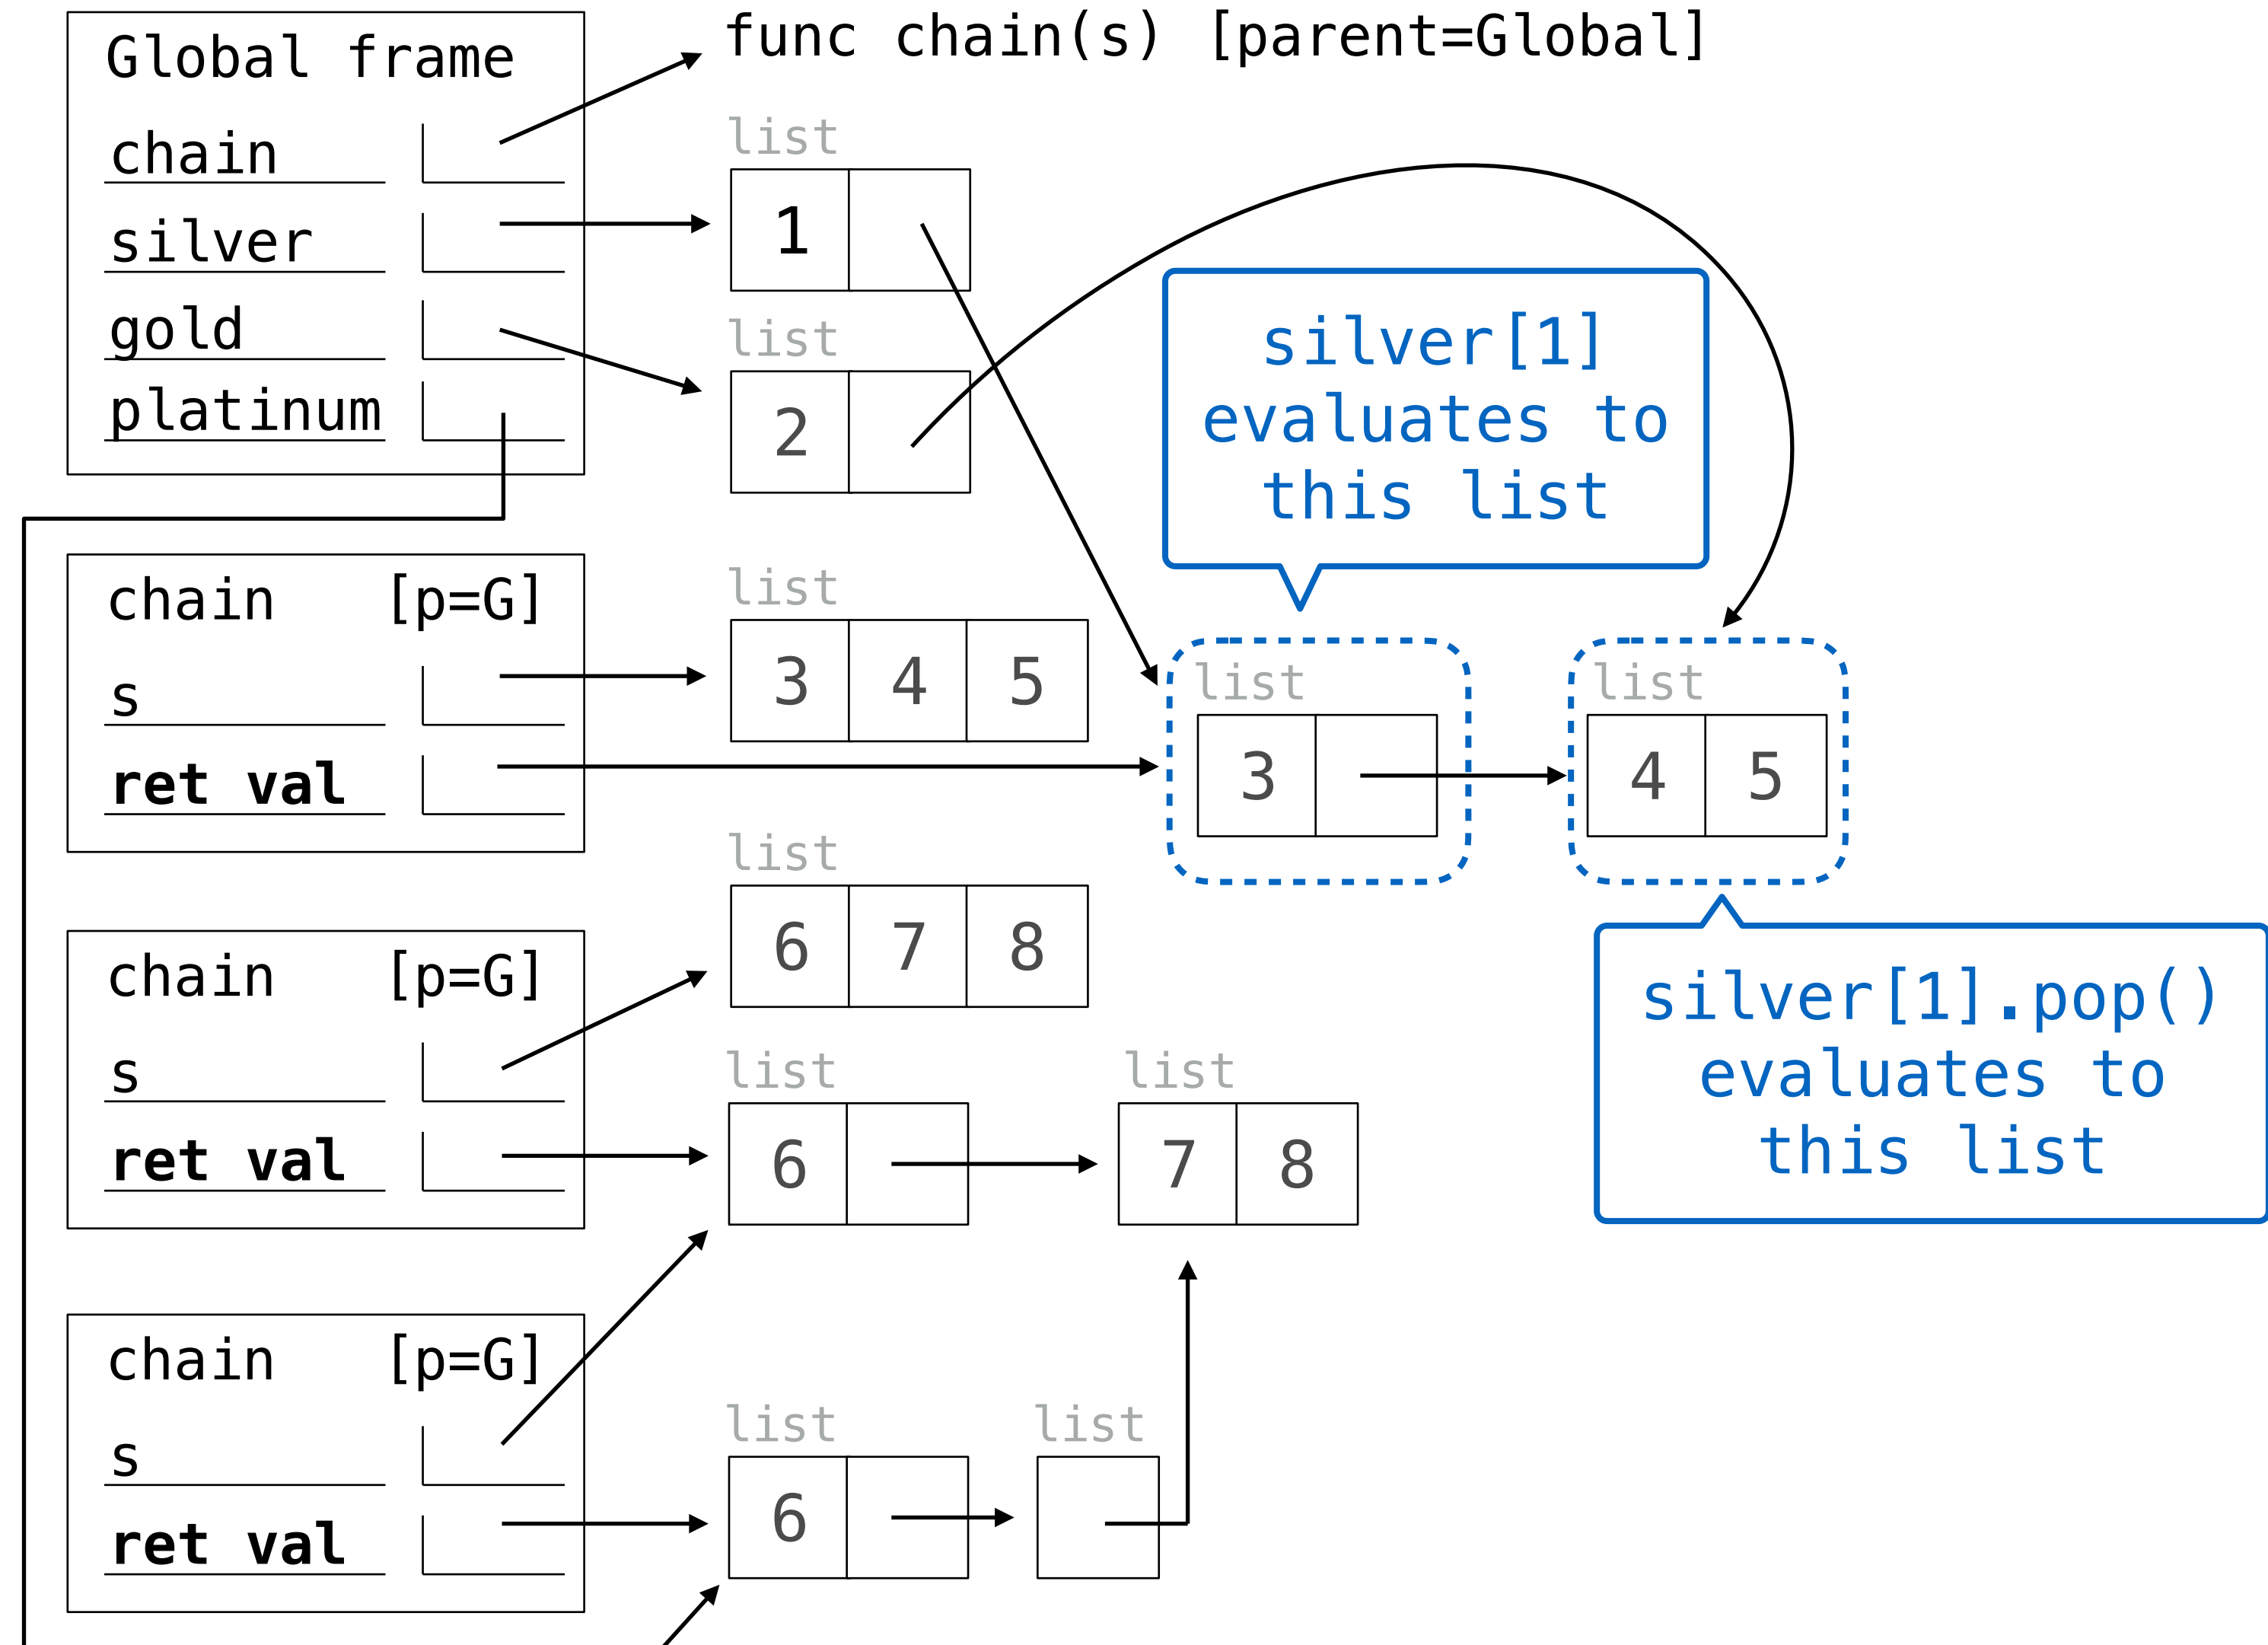 Global frame
chain
silver
gold
platinum
func chain(s) [parent=Global]
list
1
list
2
silver[1]
evaluates to
this list
chain [p=G]
s
ret val
list
3 4 5
list
3
list
4 5
list
6 7 8
chain [p=G]
s
ret val
list
6
list
7 8
silver[1].pop()
evaluates to
this list
chain [p=G]
s
ret val
list
6
list